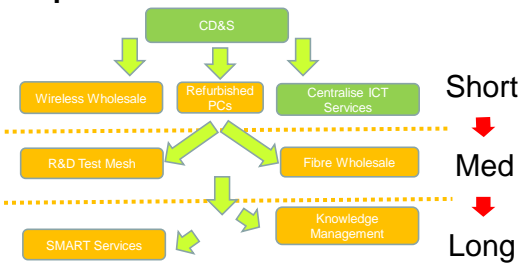 CD&S
Wireless Wholesale
Refurbished
PCs
Centralise ICT
Services
Short
R&D Test Mesh
Fibre Wholesale
Med
Knowledge
Management
SMART Services
Long